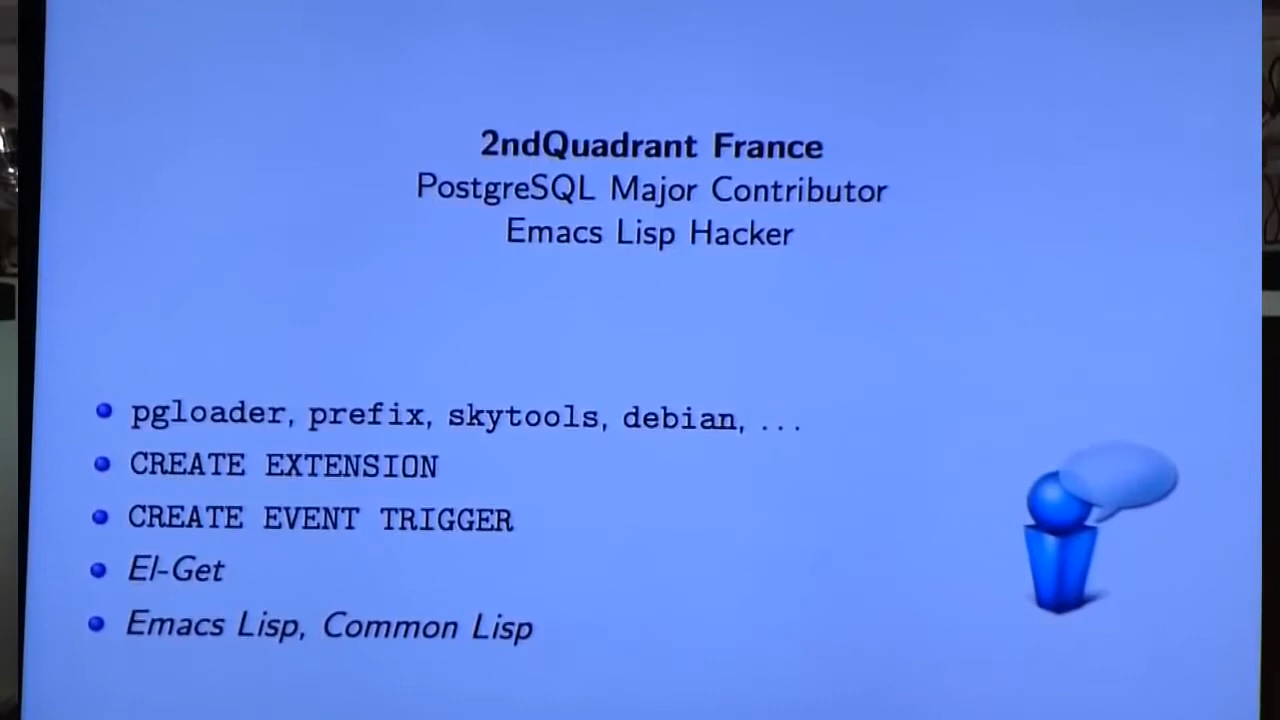 2ndQuadrant France
PostgreSQL Major Contributor
Emacs Lisp Hacker
pgloader, prefix, skytools, debian, ...
CREATE EXTENSION
CREATE EVENT TRIGGER
El-Get
Emacs Lisp, Common Lisp